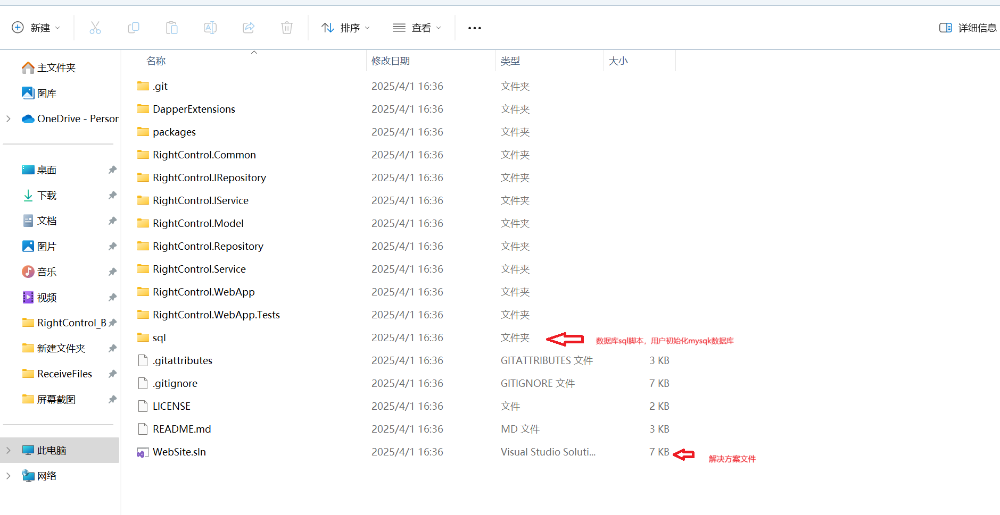 新建
排序
查看
详细信息
主文件夹
图库
OneDrive - Person
桌面
下载
文档
图片
音乐
视频
RightControl_B
新建文件夹
ReceiveFiles
屏幕截图
此电脑
网络
名称 修改日期 类型 大小
.git 2025/4/1 16:36 文件夹
DapperExtensions 2025/4/1 16:36 文件夹
packages 2025/4/1 16:36 文件夹
RightControl.Common 2025/4/1 16:36 文件夹
RightControl.IRepository 2025/4/1 16:36 文件夹
RightControl.IService 2025/4/1 16:36 文件夹
RightControl.Model 2025/4/1 16:36 文件夹
RightControl.Repository 2025/4/1 16:36 文件夹
RightControl.Service 2025/4/1 16:36 文件夹
RightControl.WebApp 2025/4/1 16:36 文件夹
RightControl.WebApp.Tests 2025/4/1 16:36 文件夹
sql 2025/4/1 16:36 文件夹 数据库sql脚本，用户初始化mysqk数据库
.gitattributes 2025/4/1 16:36 GITATTRIBUTES 文件 3 KB
.gitignore 2025/4/1 16:36 GITIGNORE 文件 7 KB
LICENSE 2025/4/1 16:36 文件 2 KB
README.md 2025/4/1 16:36 MD 文件 3 KB
WebSite.sln 2025/4/1 16:36 Visual Studio Soluti... 7 KB 解决方案文件